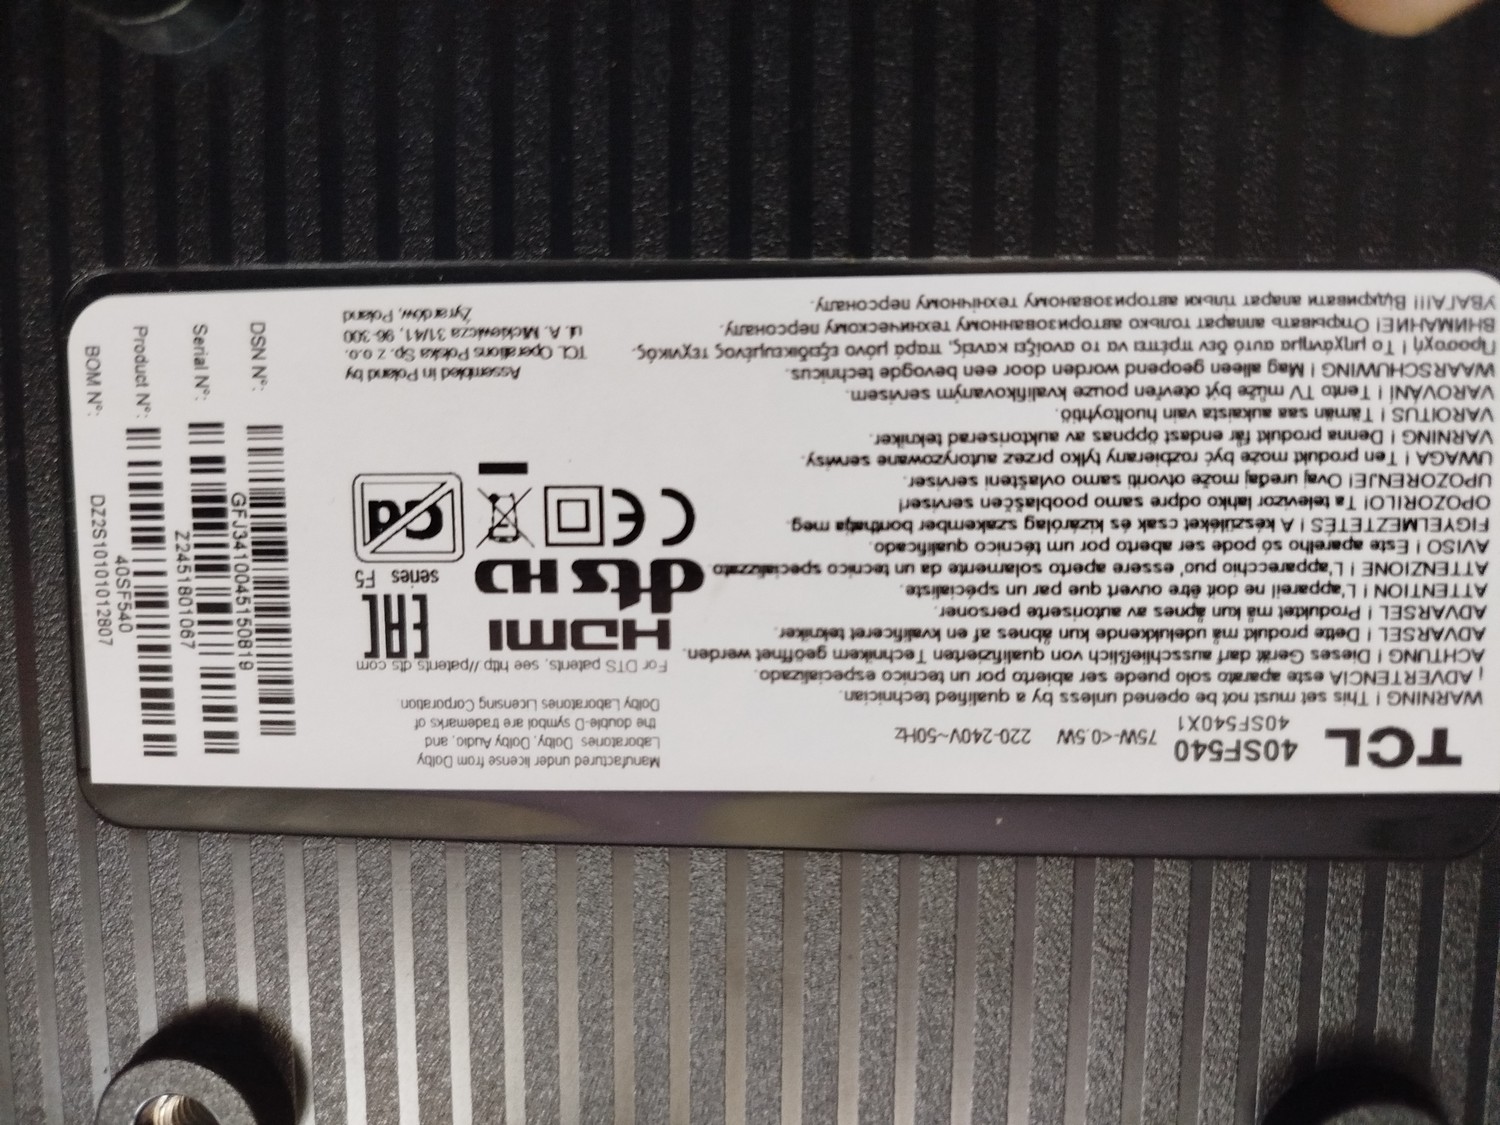 TCL 40SF540 75W-<0.5W 220-240V~50Hz
40SF540X1
WARNING ! This set must not be opened unless by a qualified technician.
¡ ADVERTENCIA este aparato solo puede ser abierto por un tecnico especializado.
ACHTUNG ! Dieses Gerät darf ausschließlich von qualifizierten Technikern geöffnet werden.
ADVARSEL ! Dette produkt må udelukkende kun åbnes af en kvalificeret tekniker.
ADVARSEL ! Produktet må kun åpnes av autoriserte personer.
ATTENTION ! L'appareil ne doit être ouvert que par un spécialiste.
ATTENZIONE ! L'apparecchio puo' essere aperto solamente da un tecnico specializzato.
AVISO ! Este aparelho só pode ser aberto por um técnico qualificado.
FIGYELMEZTETÉS ! A készüléket csak és kizárólag szakember bonthatja meg.
OPOZORILO! Ta televizor lahko odpre samo pooblaščen serviser!
UPOZORENJE! Ovaj uređaj može otvoriti samo ovlašteni serviser.
UWAGA ! Ten produkt może być rozbierany tylko przez autoryzowane serwisy.
WARNING ! Denna produkt får endast öppnas av auktoriserad tekniker.
VAROITUS ! Tämän saa aukaista vain huoltoyhtiö.
VAROVÁNÍ ! Tento TV může být otevřen pouze kvalifikovaným servisem.
WAARSCHUWING ! Mag alleen geopend worden door een bevogde technicus.
Προσοχή ! Το μηχάνημα αυτό δεν πρέπει να το ανοίξει κανείς, παρά μόνο εξειδικευμένος τεχνικός.
ВНИМАНИЕ! Открывать аппарат только авторизованному техническому персоналу.
УВАГА!!! Відкривати апарат тільки авторизованому технічному персоналу.
Manufactured under license from Dolby
Laboratories. Dolby, Dolby Audio, and
the double-D symbol are trademarks of
Dolby Laboratories Licensing Corporation.
For DTS patents, see http://patents.dts.com
HDMI
EAC
dts HD
series F5
CE
Cd
Assembled in Poland by
TCL Operations Polska Sp. z o.o.
ul. A. Mickiewicza 31/41, 96-300
Żyrardów, Poland
DSN N°:
GFJ3410045150819
Serial N°:
Z2451801067
Product N°:
40SF540
BOM N°: DZ2S10101012807